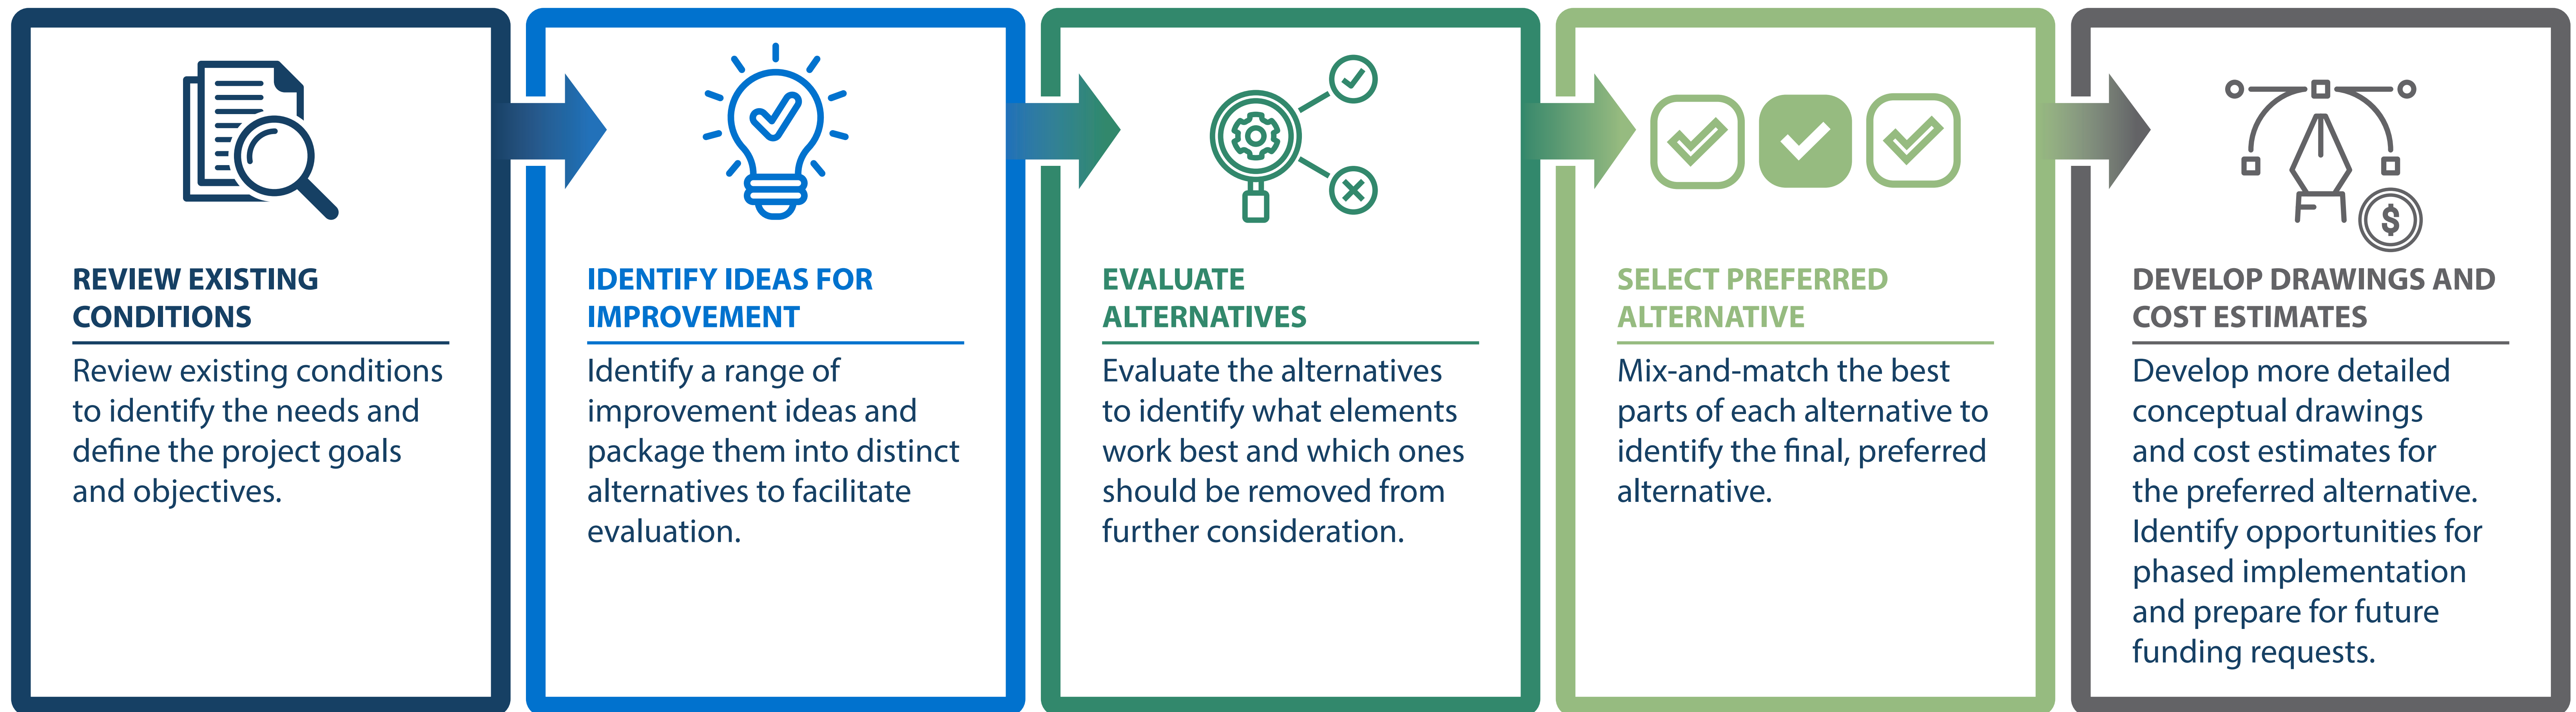 REVIEW EXISTING
CONDITIONS
Review existing conditions
to identify the needs and
define the project goals
and objectives.
IDENTIFY IDEAS FOR
IMPROVEMENT
Identify a range of
improvement ideas and
package them into distinct
alternatives to facilitate
evaluation.
EVALUATE
ALTERNATIVES
Evaluate the alternatives
to identify what elements
work best and which ones
should be removed from
further consideration.
SELECT PREFERRED
ALTERNATIVE
Mix-and-match the best
parts of each alternative to
identify the final, preferred
alternative.
$
DEVELOP DRAWINGS AND
COST ESTIMATES
Develop more detailed
conceptual drawings
and cost estimates for
the preferred alternative.
Identify opportunities for
phased implementation
and prepare for future
funding requests.